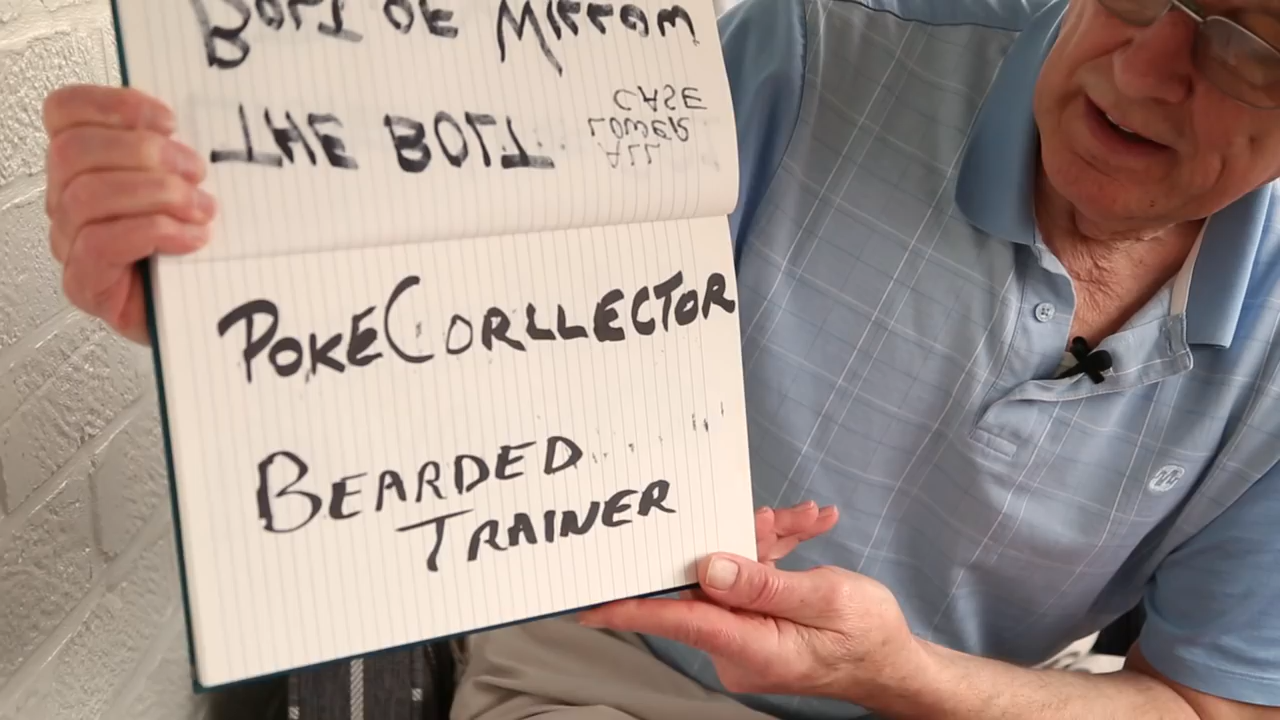 THE BOLT
ALL
LOWER
CASE
POKECORLLECTOR
BEARDED
TRAINER